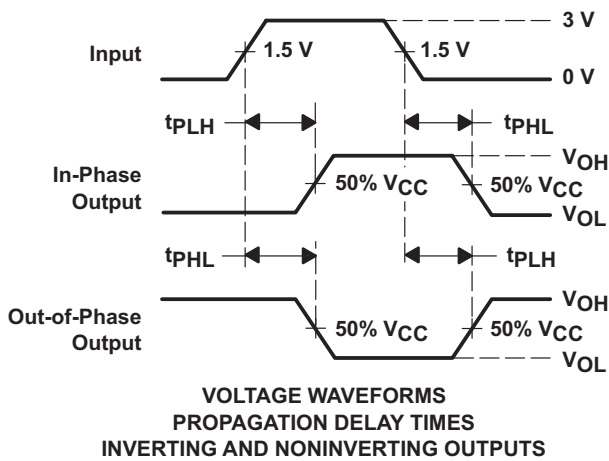 3 V
Input
1.5 V
1.5 V
0 V
tPLH
tPHL
In-Phase
Output
50% VCC
50% VCC
VOH
VOL
tPHL
tPLH
Out-of-Phase
Output
50% VCC
50% VCC
VOH
VOL
VOLTAGE WAVEFORMS
PROPAGATION DELAY TIMES
INVERTING AND NONINVERTING OUTPUTS